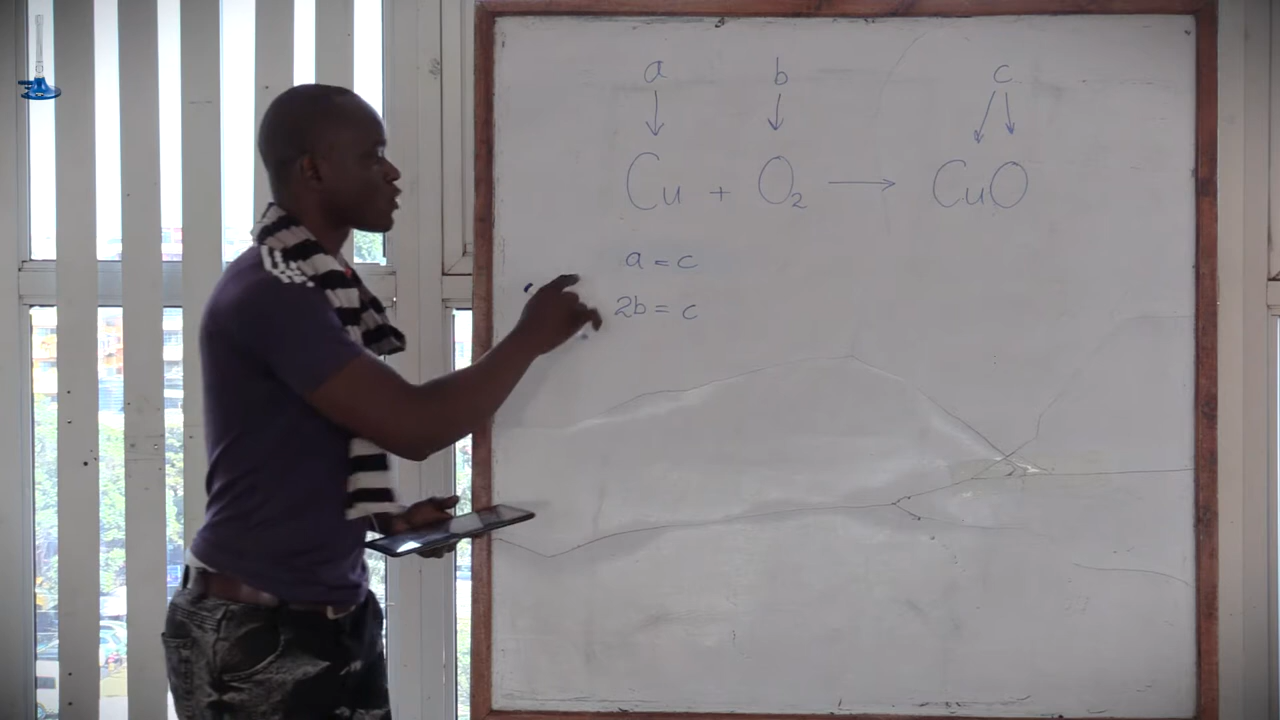 a b c
↓ ↓ ↙↓
Cu + O₂ → CuO
a = c
2b = c